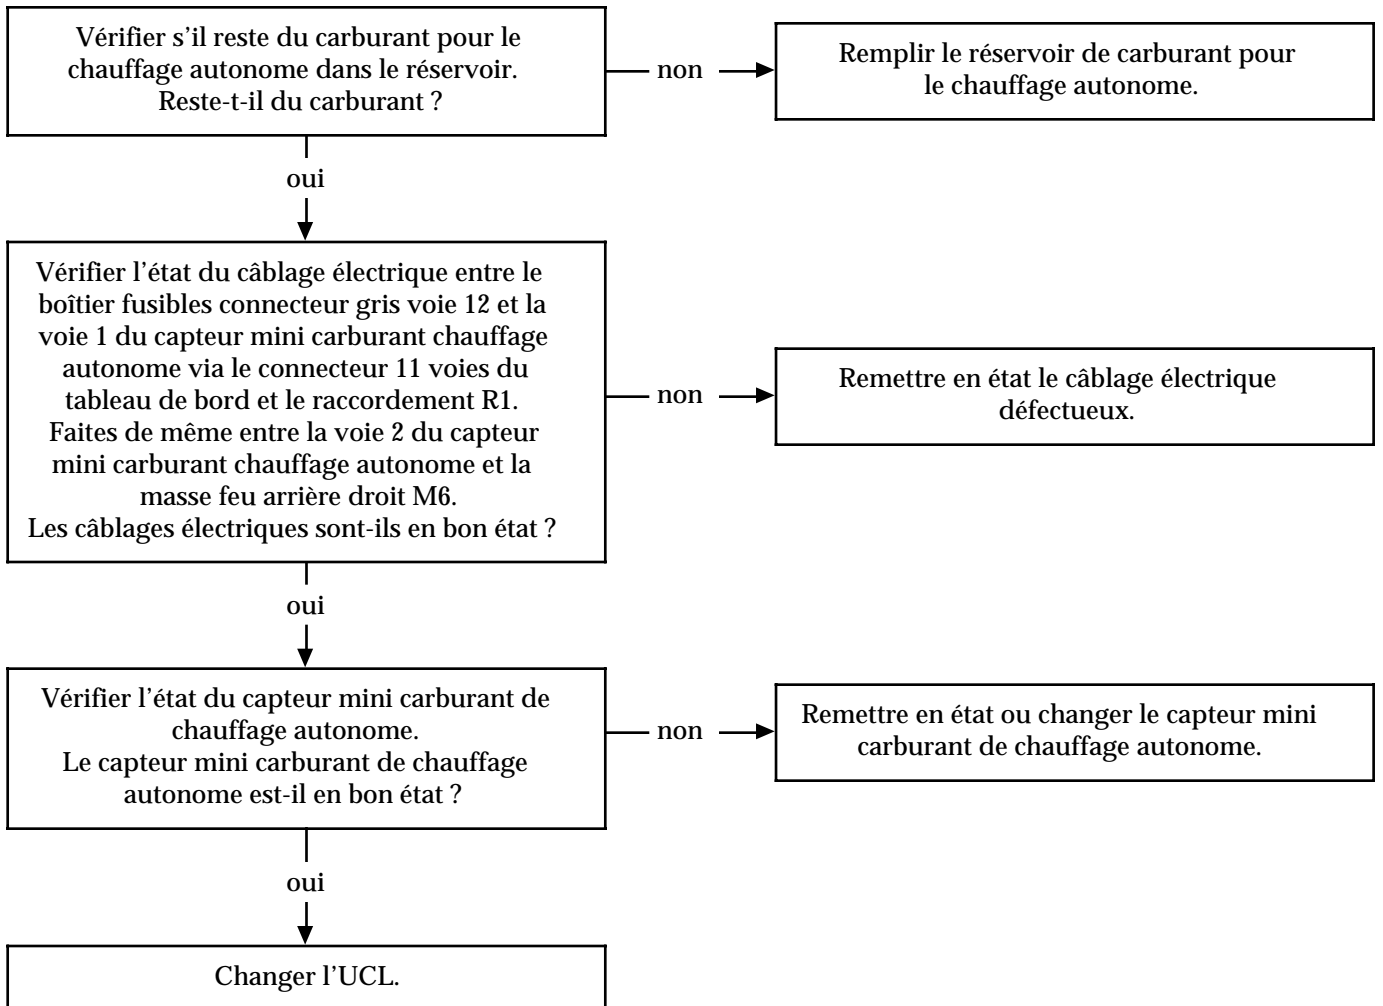 Vérifier s’il reste du carburant pour le
chauffage autonome dans le réservoir.
Reste-t-il du carburant ?
non
Remplir le réservoir de carburant pour
le chauffage autonome.
oui
Vérifier l’état du câblage électrique entre le
boîtier fusibles connecteur gris voie 12 et la
voie 1 du capteur mini carburant chauffage
autonome via le connecteur 11 voies du
tableau de bord et le raccordement R1.
Faites de même entre la voie 2 du capteur
mini carburant chauffage autonome et la
masse feu arrière droit M6.
Les câblages électriques sont-ils en bon état ?
non
Remettre en état le câblage électrique
défectueux.
oui
Vérifier l’état du capteur mini carburant de
chauffage autonome.
Le capteur mini carburant de chauffage
autonome est-il en bon état ?
non
Remettre en état ou changer le capteur mini
carburant de chauffage autonome.
oui
Changer l’UCL.